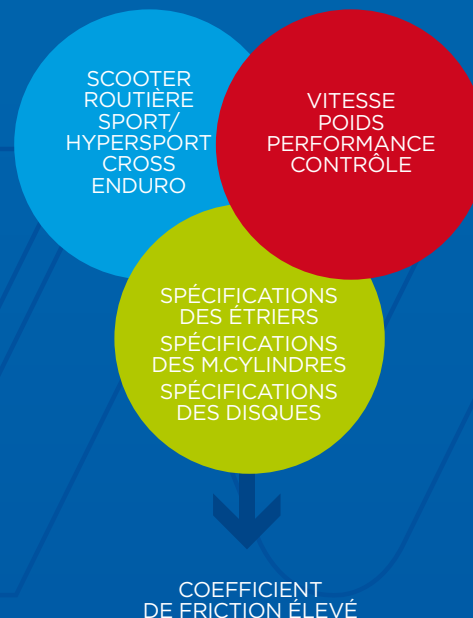 SCOOTER
ROUTIÈRE
SPORT/
HYPERSPORT
CROSS
ENDURO
VITESSE
POIDS
PERFORMANCE
CONTRÔLE
SPÉCIFICATIONS
DES ÉTRIERS
SPÉCIFICATIONS
DES M.CYLINDRES
SPÉCIFICATIONS
DES DISQUES
COEFFICIENT
DE FRICTION ÉLEVÉ